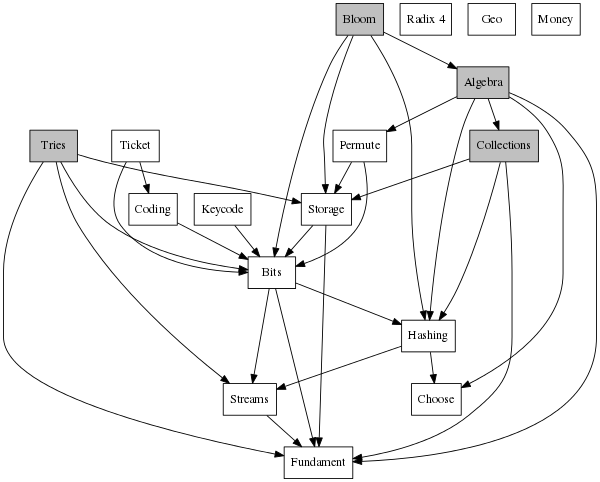 Bloom
Radix 4
Geo
Money
Algebra
Tries
Ticket
Permute
Collections
Coding
Keycode
Storage
Bits
Hashing
Streams
Choose
Fundament